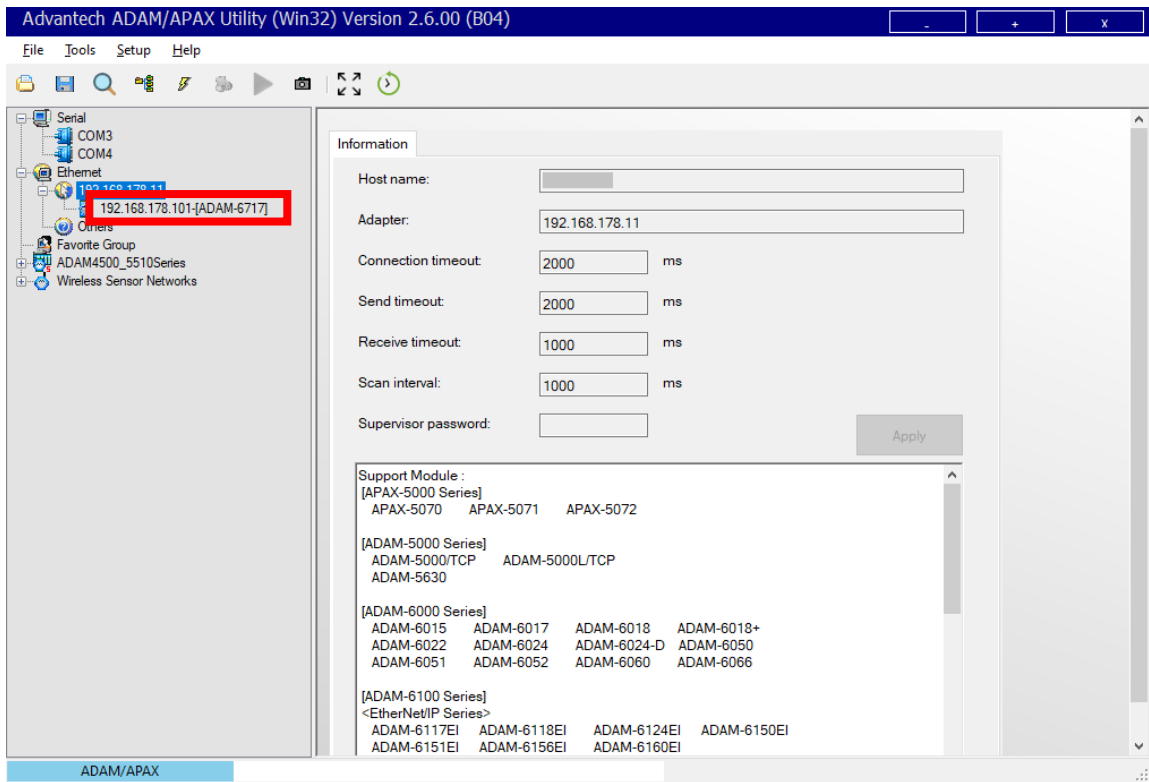 Advantech ADAM/APAX Utility (Win32) Version 2.6.00 (B04)
- + x
File Tools Setup Help
Serial
COM3
COM4
Ethernet
192.168.178.11
192.168.178.101-[ADAM-6717]
Others
Favorite Group
ADAM4500_5510Series
Wireless Sensor Networks
Information
Host name:
Adapter: 192.168.178.11
Connection timeout: 2000 ms
Send timeout: 2000 ms
Receive timeout: 1000 ms
Scan interval: 1000 ms
Supervisor password:
Apply
Support Module :
[APAX-5000 Series]
APAX-5070 APAX-5071 APAX-5072
[ADAM-5000 Series]
ADAM-5000/TCP ADAM-5000L/TCP
ADAM-5630
[ADAM-6000 Series]
ADAM-6015 ADAM-6017 ADAM-6018 ADAM-6018+
ADAM-6022 ADAM-6024 ADAM-6024-D ADAM-6050
ADAM-6051 ADAM-6052 ADAM-6060 ADAM-6066
[ADAM-6100 Series]
<EtherNet/IP Series>
ADAM-6117EI ADAM-6118EI ADAM-6124EI ADAM-6150EI
ADAM-6151EI ADAM-6156EI ADAM-6160EI
ADAM/APAX